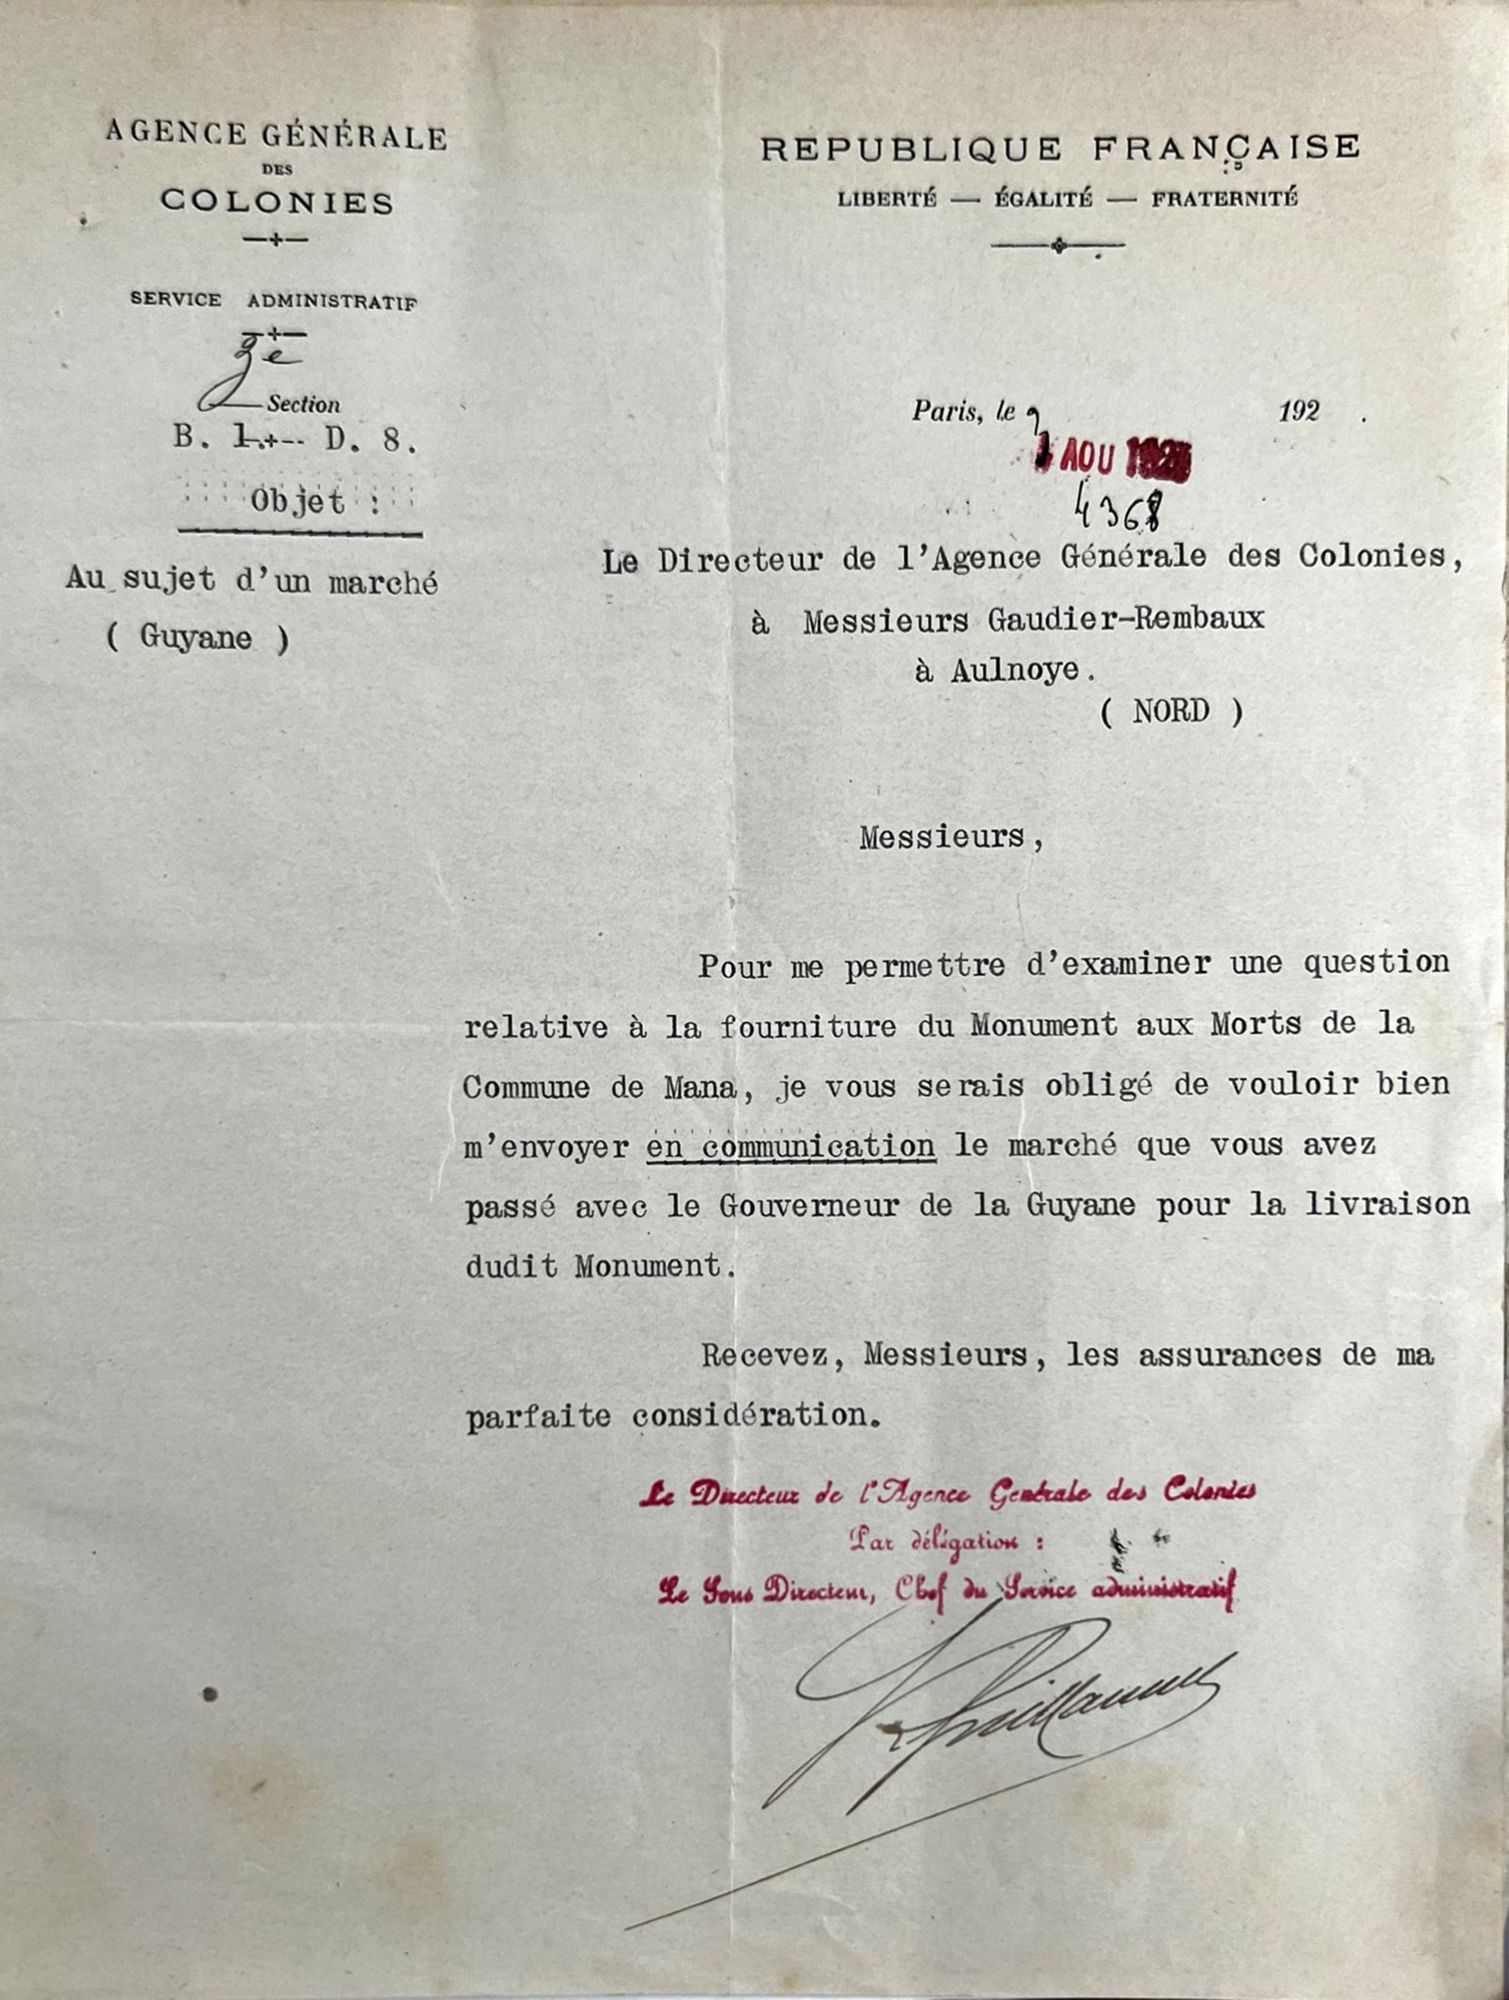 AGENCE GÉNÉRALE
DES
COLONIES
SERVICE ADMINISTRATIF
3e
Section
B. 1. D. 8.
Objet :
Au sujet d'un marché
( Guyane )
REPUBLIQUE FRANÇAISE
LIBERTÉ — ÉGALITÉ — FRATERNITÉ
Paris, le 9 192 .
AOU
4368
Le Directeur de l'Agence Générale des Colonies,
à Messieurs Gaudier-Rembaux
à Aulnoye.
( NORD )
Messieurs,
Pour me permettre d'examiner une question
relative à la fourniture du Monument aux Morts de la
Commune de Mana, je vous serais obligé de vouloir bien
m'envoyer en communication le marché que vous avez
passé avec le Gouverneur de la Guyane pour la livraison
dudit Monument.
Recevez, Messieurs, les assurances de ma
parfaite considération.
Le Directeur de l'Agence Genérale des Colonies
Par délégation :
Le Sous Directeur, Chef du Service administratif